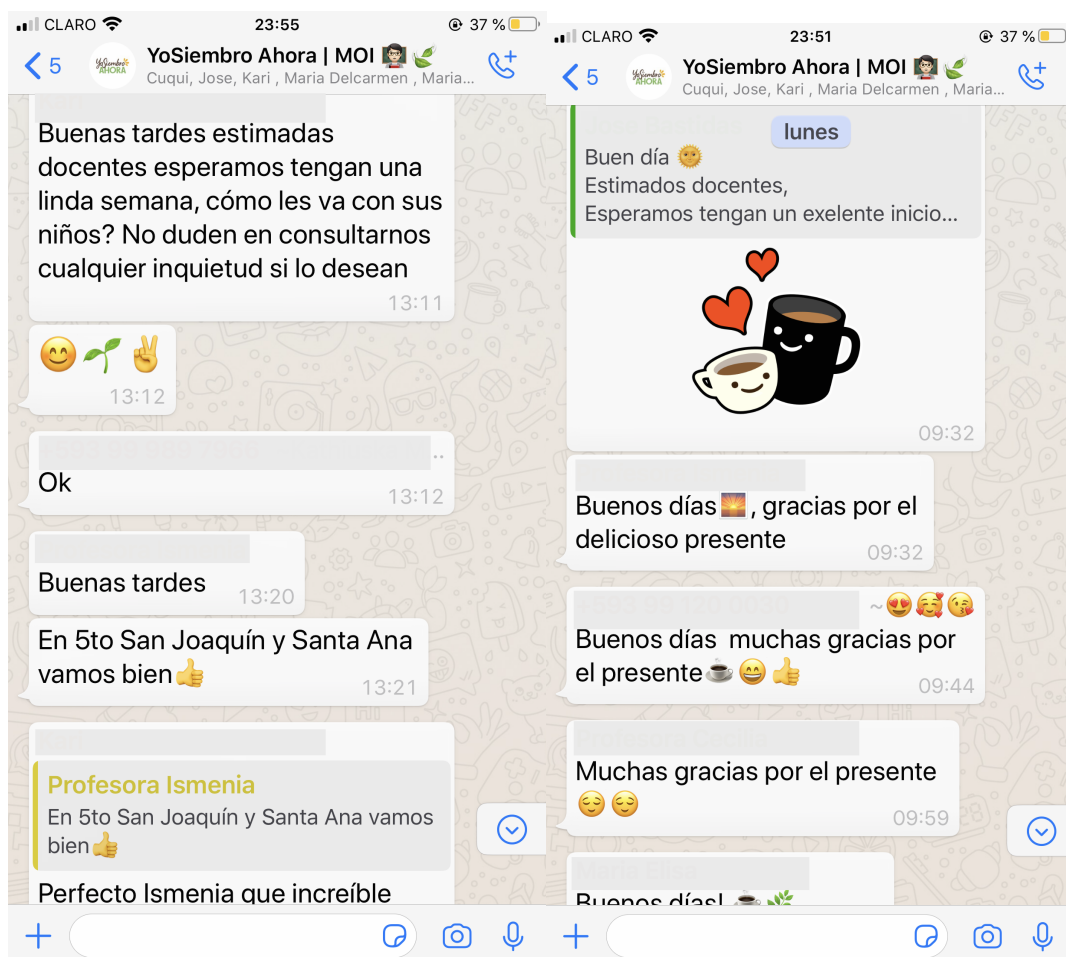 CLARO 23:55 37 %
5 YoSiembro Ahora | MOI
Cuqui, Jose, Kari , Maria Delcarmen , Maria...
Buenas tardes estimadas
docentes esperamos tengan una
linda semana, cómo les va con sus
niños? No duden en consultarnos
cualquier inquietud si lo desean
13:11
😊🌱✌️
13:12
Ok
13:12
Buenas tardes
13:20
En 5to San Joaquín y Santa Ana
vamos bien👍
13:21
Profesora Ismenia
En 5to San Joaquín y Santa Ana vamos
bien👍
Perfecto Ismenia que increíble
CLARO 23:51 37 %
5 YoSiembro Ahora | MOI
Cuqui, Jose, Kari , Maria Delcarmen , Maria...
lunes
Buen día 🌞
Estimados docentes,
Esperamos tengan un exelente inicio...
09:32
Buenos días🌅, gracias por el
delicioso presente
09:32
~😍🥰😘
Buenos días muchas gracias por
el presente☕😄👍
09:44
Muchas gracias por el presente
😌😌
09:59
Maria Elisa
Buenos días! ☕🌿